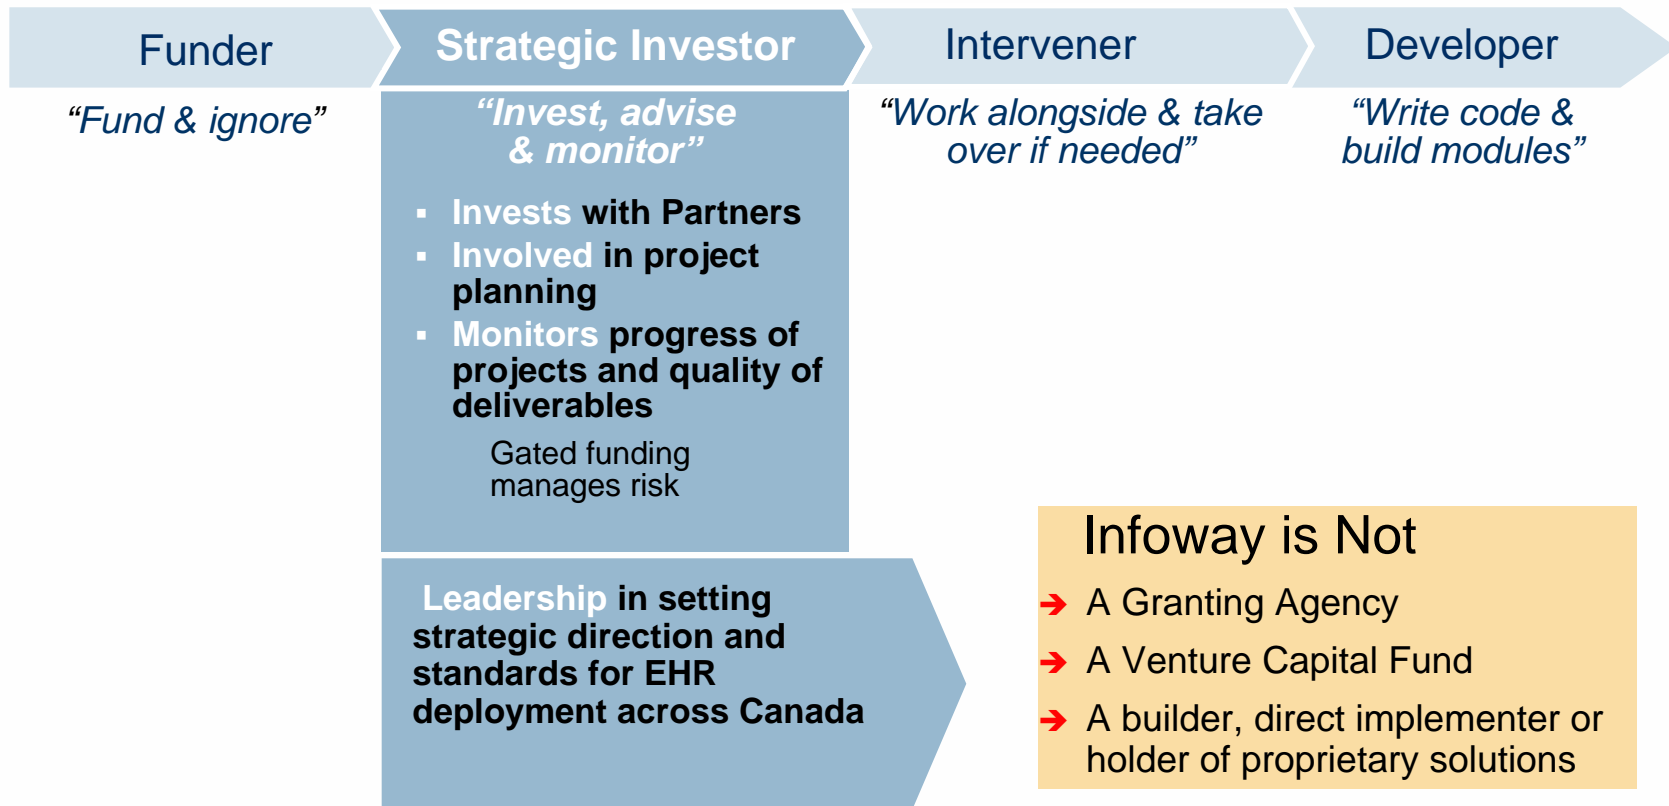 Funder
Strategic Investor
Intervener
Developer
“Fund & ignore”
“Invest, advise
& monitor”
“Work alongside & take
over if needed”
“Write code &
build modules”
▪ Invests with Partners
▪ Involved in project
planning
▪ Monitors progress of
projects and quality of
deliverables
Gated funding
manages risk
Leadership in setting
strategic direction and
standards for EHR
deployment across Canada
Infoway is Not
➔ A Granting Agency
➔ A Venture Capital Fund
➔ A builder, direct implementer or
holder of proprietary solutions